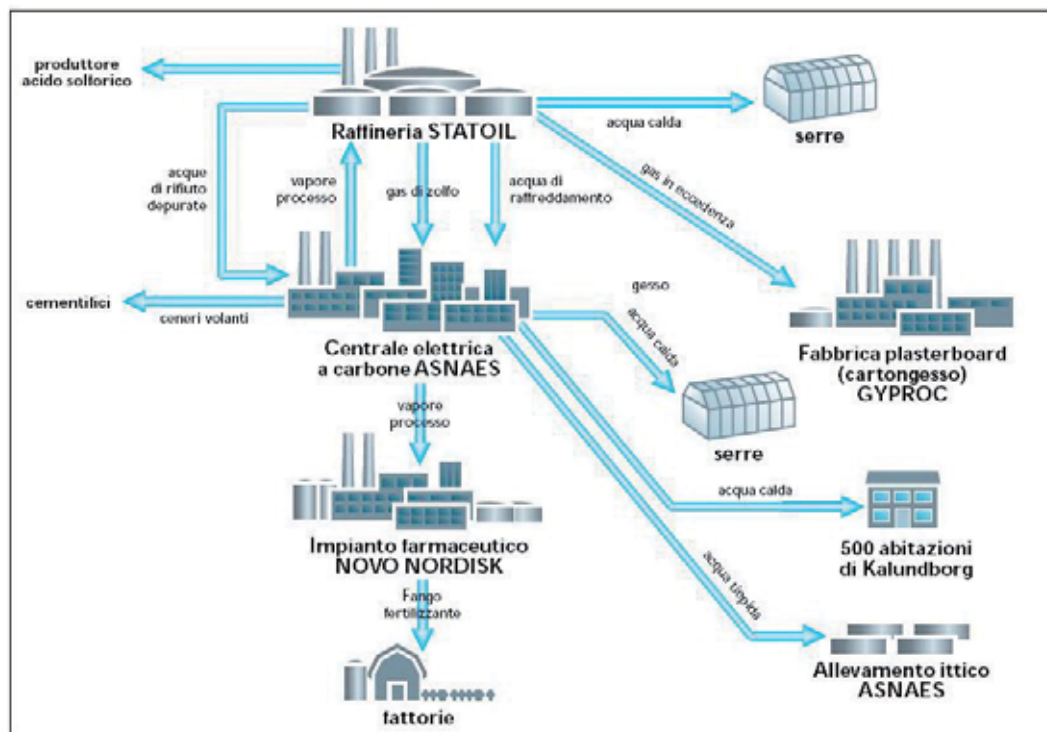 produttore
acido solforico
Raffineria STATOIL
acqua calda
serre
acque
di rifiuto
depurate
vapore
processo
gas di zolfo
acqua di
raffreddamento
gas in eccedenza
cementilici
ceneri volanti
gesso
acqua calda
Centrale elettrica
a carbone ASNAES
Fabbrica plasterboard
(cartongesso)
GYPROC
vapore
processo
serre
acqua calda
Impianto farmaceutico
NOVO NORDISK
500 abitazioni
di Kalundborg
Fango
fertilizzante
acqua tiepida
Allevamento ittico
ASNAES
fattorie